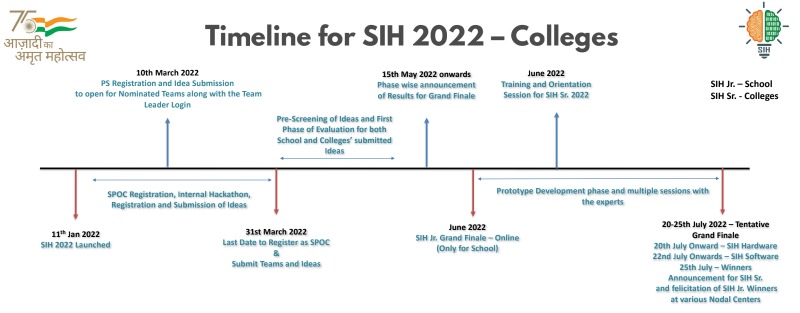 75
आज़ादी का
अमृत महोत्सव
Timeline for SIH 2022 – Colleges
SIH
10th March 2022
PS Registration and Idea Submission
to open for Nominated Teams along with the Team
Leader Login
15th May 2022 onwards
Phase wise announcement
of Results for Grand Finale
June 2022
Training and Orientation
Session for SIH Sr. 2022
SIH Jr. – School
SIH Sr. - Colleges
Pre-Screening of Ideas and First
Phase of Evaluation for both
School and Colleges' submitted
Ideas
SPOC Registration, Internal Hackathon,
Registration and Submission of Ideas
Prototype Development phase and multiple sessions with
the experts
11th Jan 2022
SIH 2022 Launched
31st March 2022
Last Date to Register as SPOC
&
Submit Teams and Ideas
June 2022
SIH Jr. Grand Finale – Online
(Only for School)
20-25th July 2022 – Tentative
Grand Finale
20th July Onward – SIH Hardware
22nd July Onwards – SIH Software
25th July – Winners
Announcement for SIH Sr.
and felicitation of SIH Jr. Winners
at various Nodal Centers